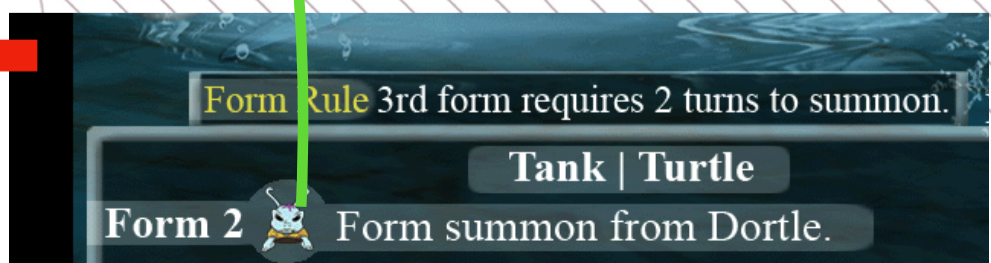 Form Rule 3rd form requires 2 turns to summon.
Tank | Turtle
Form 2 Form summon from Dortle.